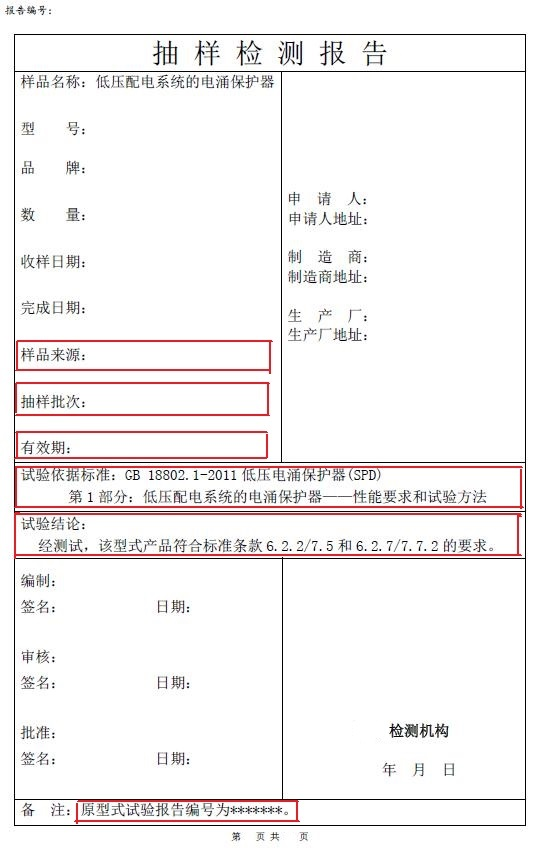 报告编号：
抽样检测报告
样品名称：低压配电系统的电涌保护器
型　　号：
品　　牌：
数　　量：
收样日期：
完成日期：
样品来源：
抽样批次：
有效期：
申　请　人：
申请人地址：
制　造　商：
制造商地址：
生　产　厂：
生产厂地址：
试验依据标准：GB 18802.1-2011 低压电涌保护器(SPD)
第 1 部分：低压配电系统的电涌保护器——性能要求和试验方法
试验结论：
经测试，该型式产品符合标准条款 6.2.2/7.5 和 6.2.7/7.7.2 的要求。
编制：
签名：　　　　　　日期：
审核：
签名：　　　　　　日期：
批准：
签名：　　　　　　日期：
检测机构
年　月　日
备　注：原型式试验报告编号为*******。
第　页 共　页